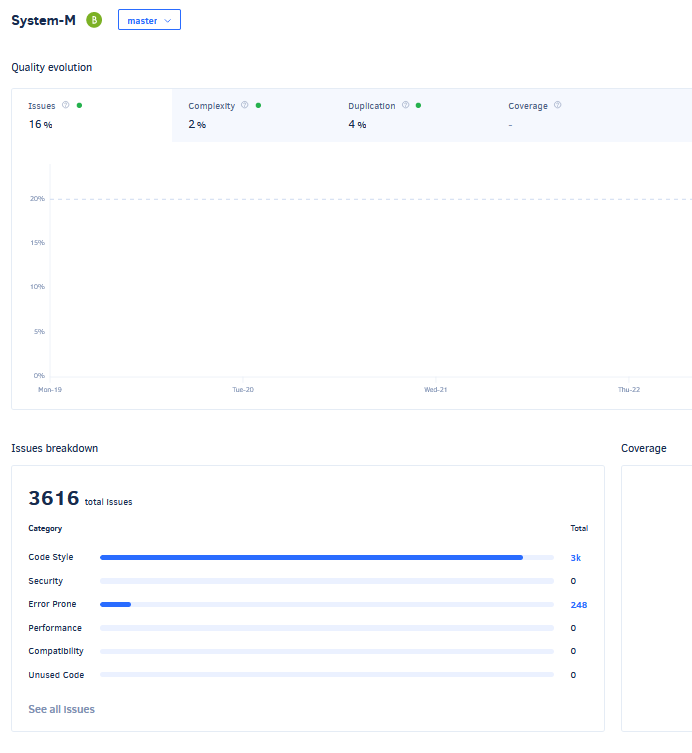 System-M B master
Quality evolution
Issues Complexity Duplication Coverage
16 % 2 % 4 % -
20%
15%
10%
5%
0%
Mon-19 Tue-20 Wed-21 Thu-22
Issues breakdown
3616 total issues
Category Total
Code Style 3k
Security 0
Error Prone 248
Performance 0
Compatibility 0
Unused Code 0
See all issues
Coverage